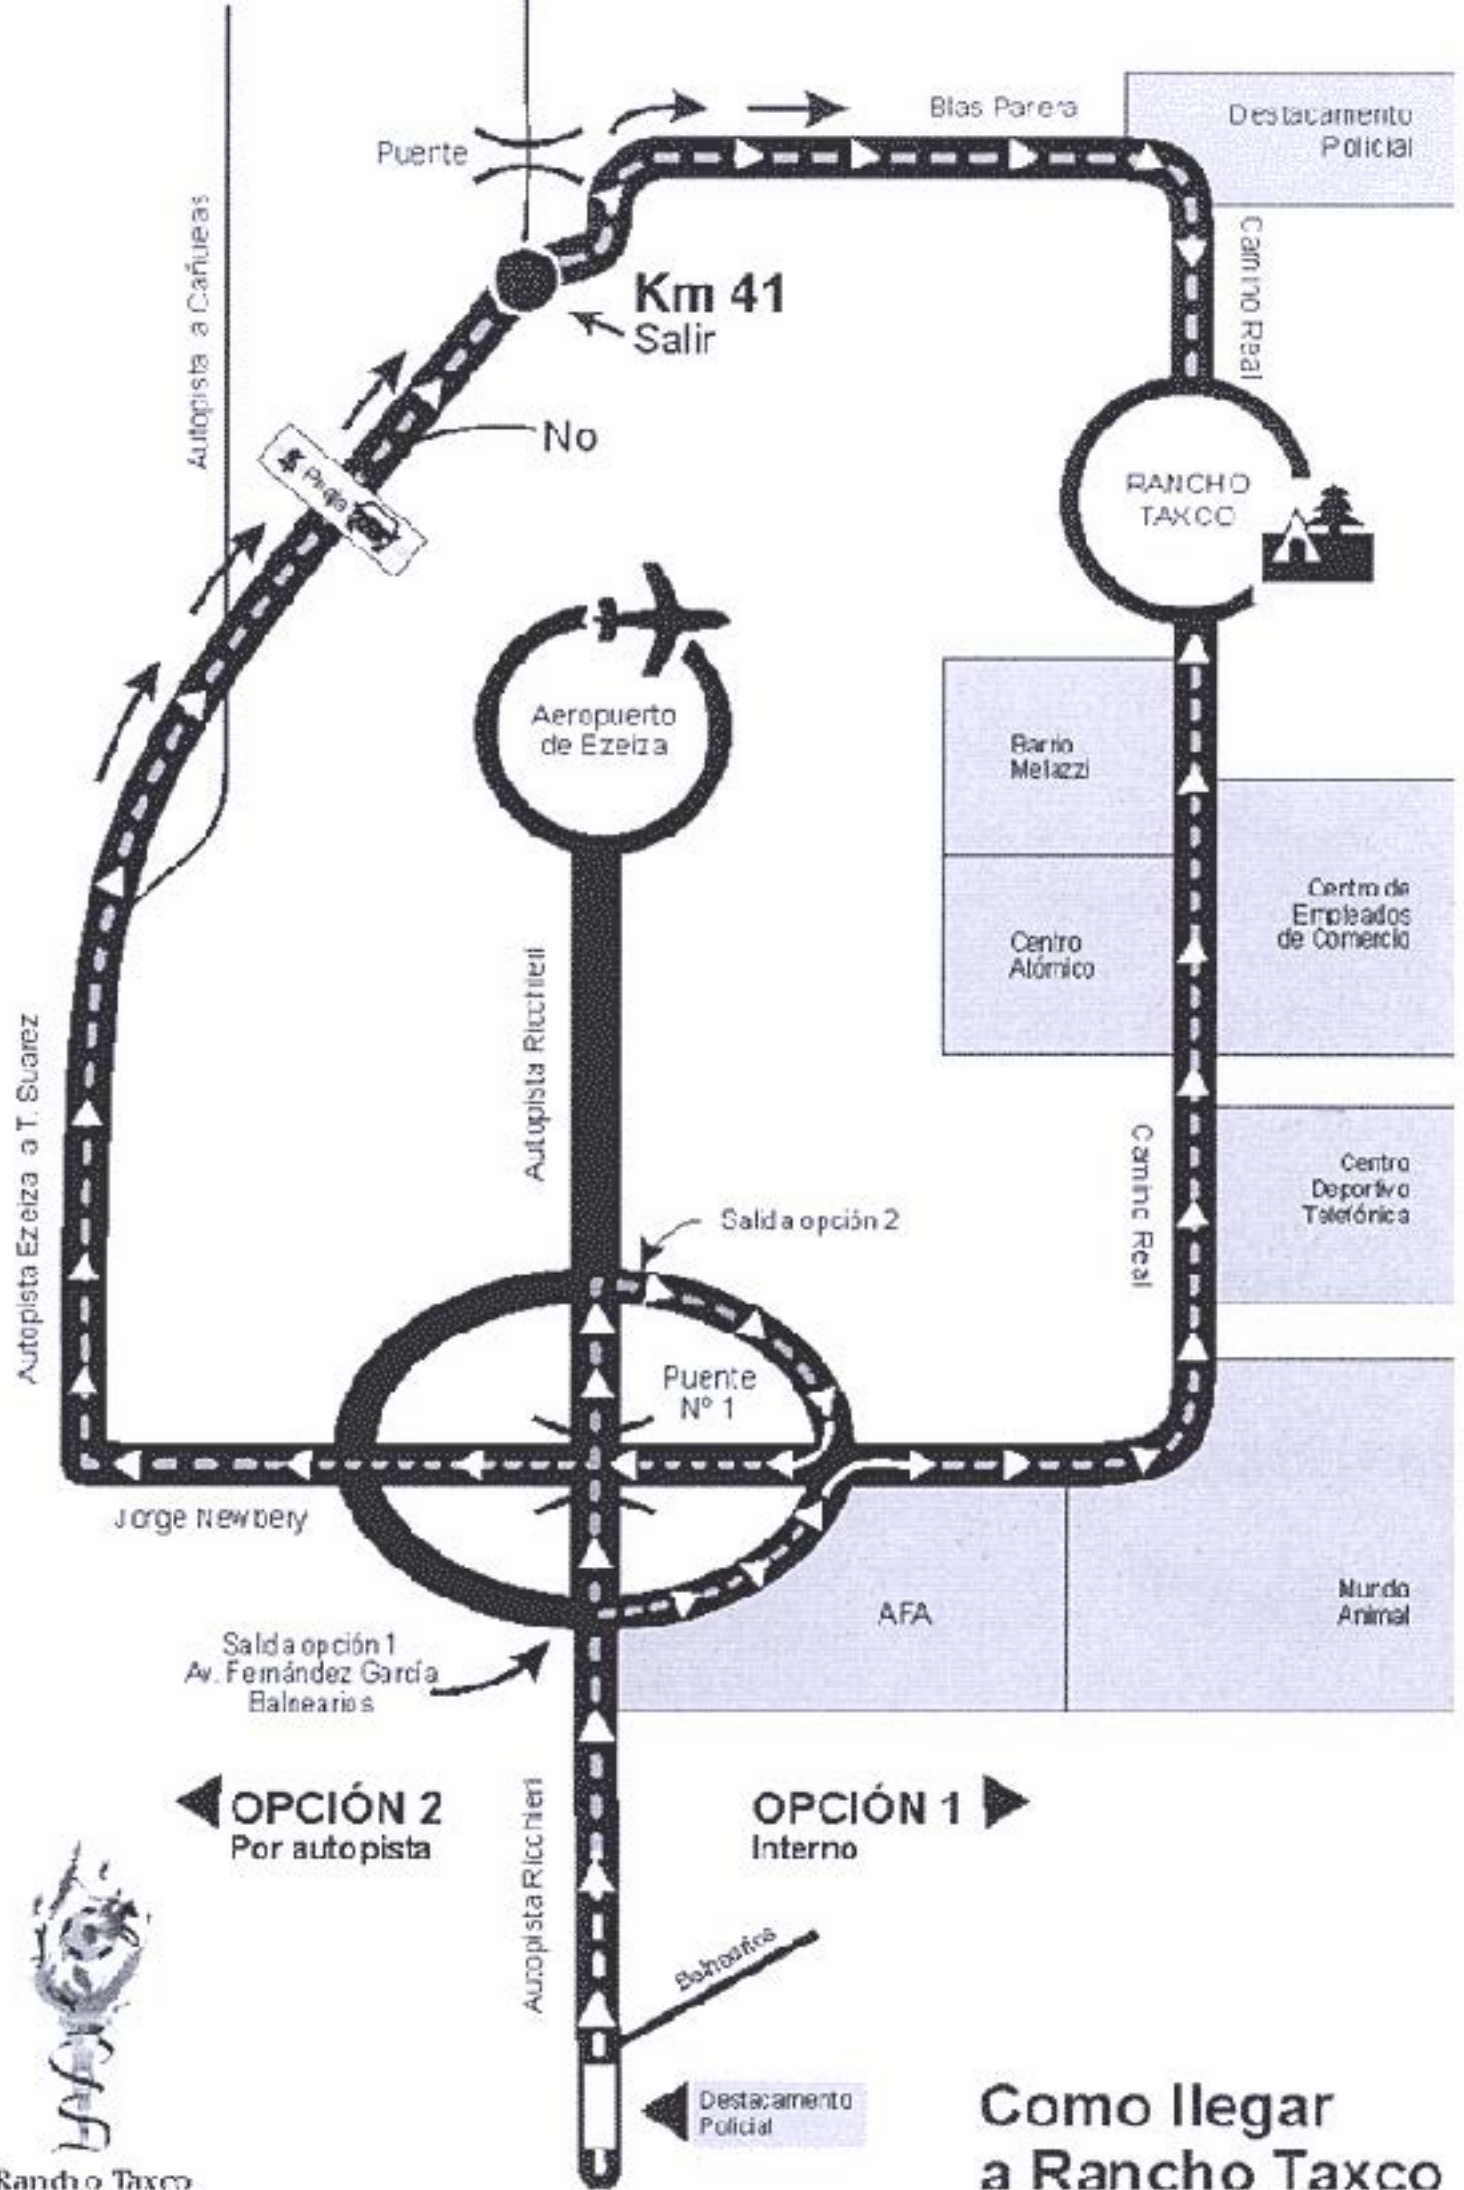 Blas Parera
Destacamento
Policial
Puente
Autopista a Cañueas
Camino Real
Km 41
Salir
No
Peaje
RANCHO
TAXCO
Aeropuerto
de Ezeiza
Barrio
Melazzi
Centro de
Empleados
de Comercio
Centro
Atómico
Autopista Ricchieri
Autopista Ezeiza a T. Suarez
Camino Real
Centro
Deportivo
Telefónica
Salida opción 2
Puente
Nº 1
Jorge Newbery
AFA
Mundo
Animal
Salida opción 1
Av. Fernández García
Balnearios
OPCIÓN 2
Por autopista
OPCIÓN 1
Interno
Autopista Ricchieri
Balnearios
Destacamento
Policial
Rancho Taxco
Como llegar
a Rancho Taxco